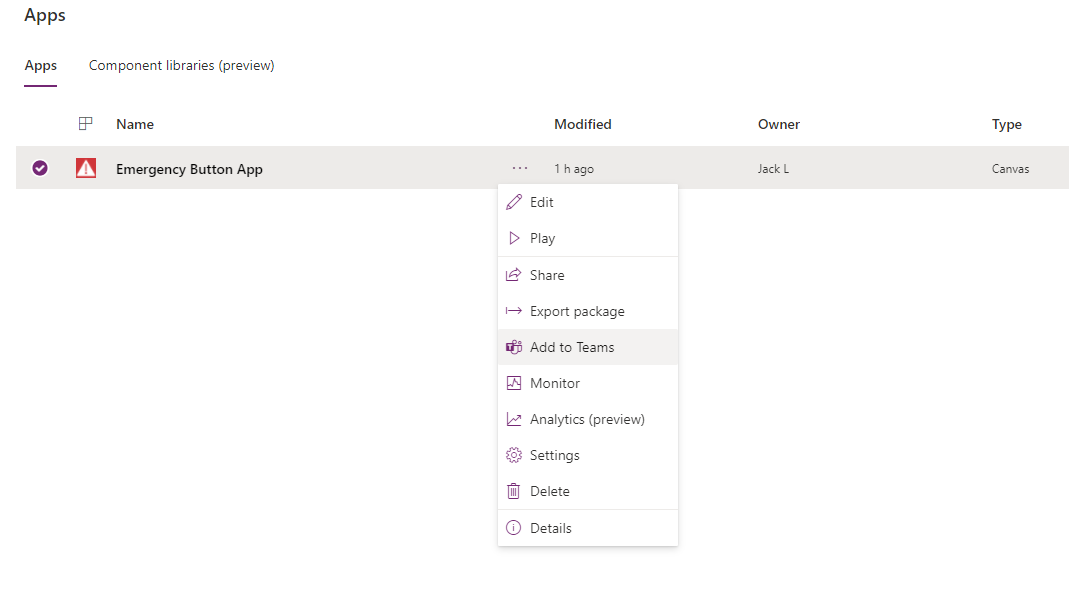 Apps
Apps Component libraries (preview)
Name Modified Owner Type
Emergency Button App ... 1 h ago Jack L Canvas
Edit
Play
Share
Export package
Add to Teams
Monitor
Analytics (preview)
Settings
Delete
Details